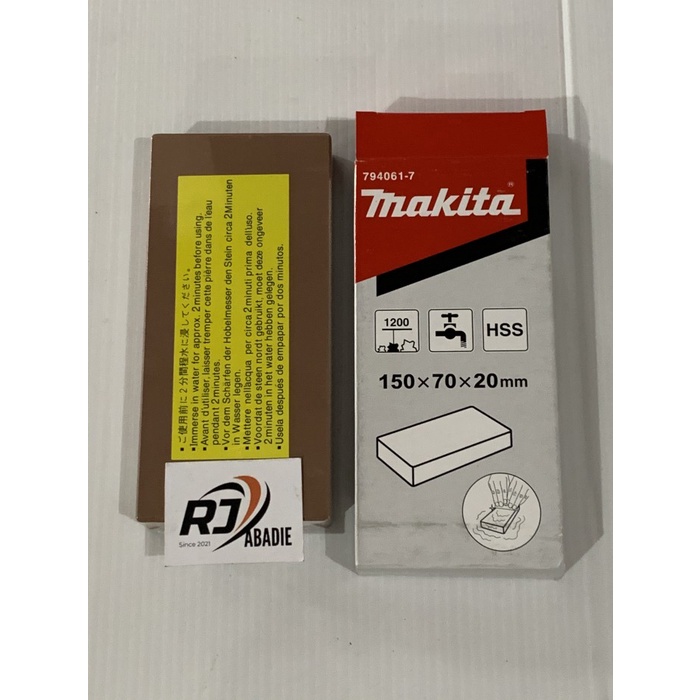 • ご使用前に2分間程水に浸してください。
• Immerse in water for approx. 2 minutes before using.
• Avant d'utiliser, laisser tremper cette pièrre dans de l'eau
pendant 2 minutes.
• Vor dem Schärfen der Hobelmesser den Stein circa 2 Minuten
in Wasser legen.
• Mettere nell'acqua per circa 2 minuti prima dell'uso.
• Voordat de steen nordt gebruikt, moet deze ongeveer
2 minuten in het water hebben gelegen.
• Usela después de empapar por dos minutos.
RJ
ABADIE
Since 2021
794061-7
makita®
1200
HSS
150×70×20mm